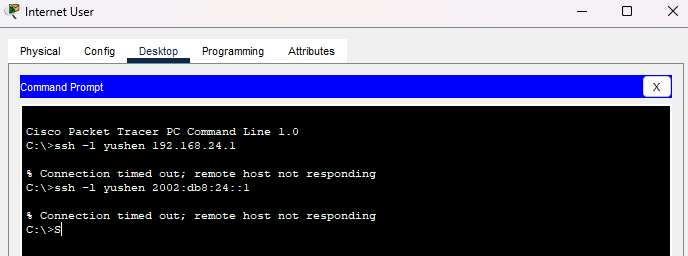 Internet User
Physical Config Desktop Programming Attributes
Command Prompt X
Cisco Packet Tracer PC Command Line 1.0
C:\>ssh -l yushen 192.168.24.1
% Connection timed out; remote host not responding
C:\>ssh -l yushen 2002:db8:24::1
% Connection timed out; remote host not responding
C:\>S